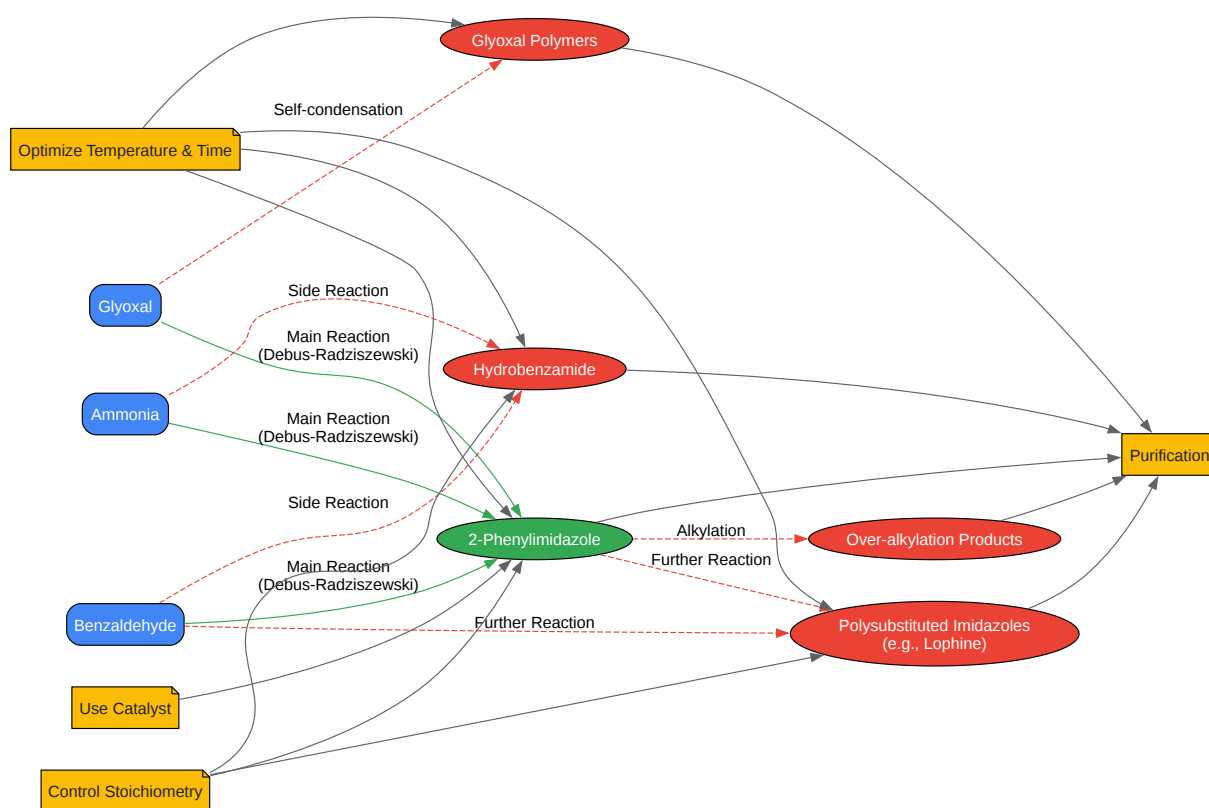 Glyoxal Polymers
Self-condensation
Optimize Temperature & Time
Side Reaction
Glyoxal
Main Reaction
(Debus-Radziszewski)
Hydrobenzamide
Ammonia
Main Reaction
(Debus-Radziszewski)
Purification
Side Reaction
2-Phenylimidazole
Alkylation
Over-alkylation Products
Further Reaction
Main Reaction
(Debus-Radziszewski)
Benzaldehyde
Further Reaction
Polysubstituted Imidazoles
(e.g., Lophine)
Use Catalyst
Control Stoichiometry